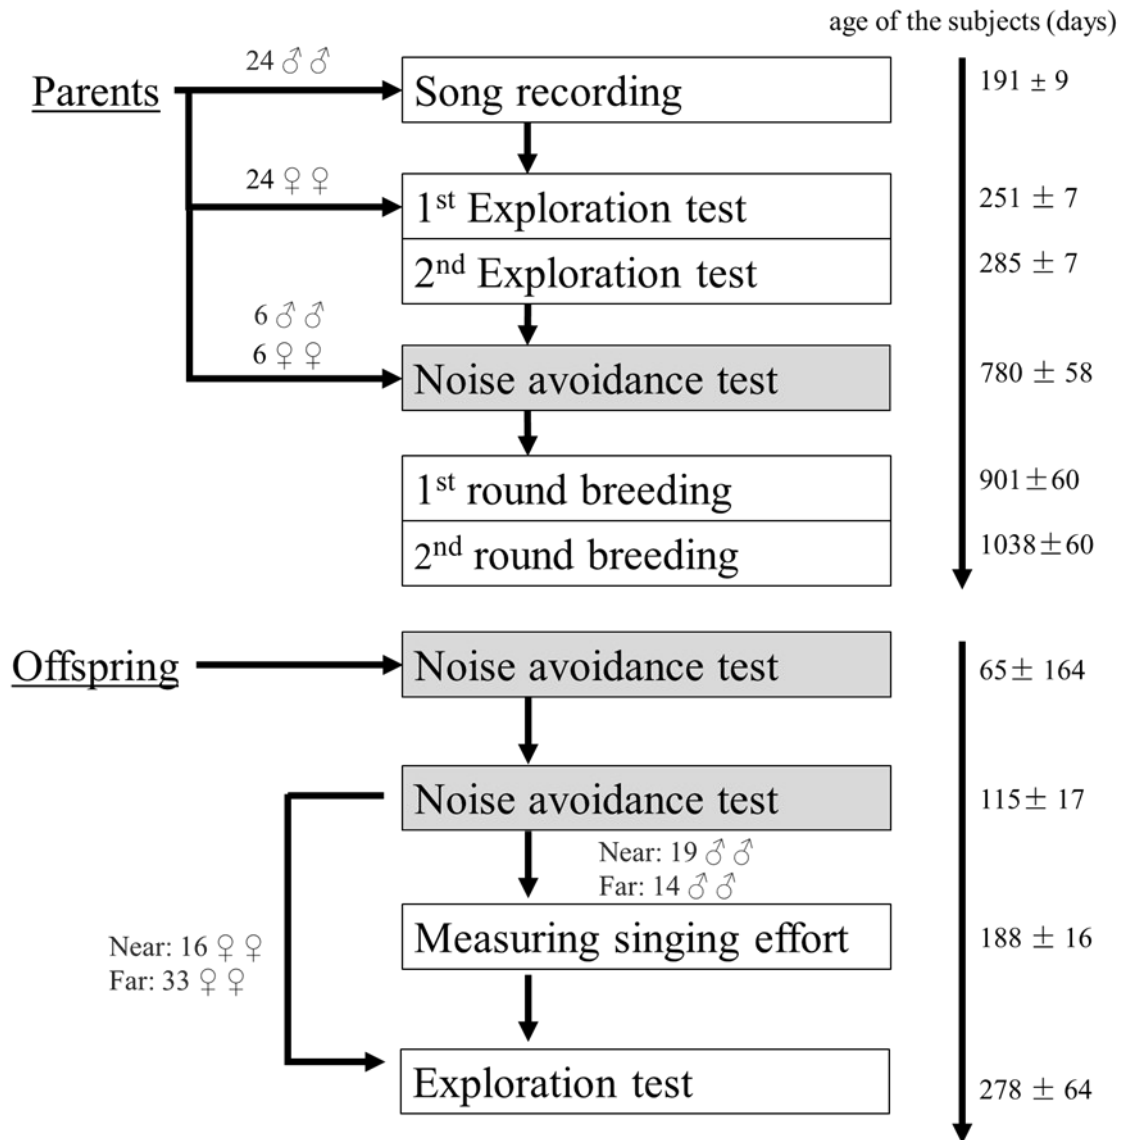 age of the subjects (days)
24 ♂ ♂
Parents
Song recording
191 ± 9
24 ♀ ♀
1st Exploration test
251 ± 7
2nd Exploration test
285 ± 7
6 ♂ ♂
6 ♀ ♀
Noise avoidance test
780 ± 58
1st round breeding
901±60
2nd round breeding
1038±60
Offspring
Noise avoidance test
65± 164
Noise avoidance test
115± 17
Near: 19 ♂ ♂
Far: 14 ♂ ♂
Near: 16 ♀ ♀
Far: 33 ♀ ♀
Measuring singing effort
188 ± 16
Exploration test
278 ± 64